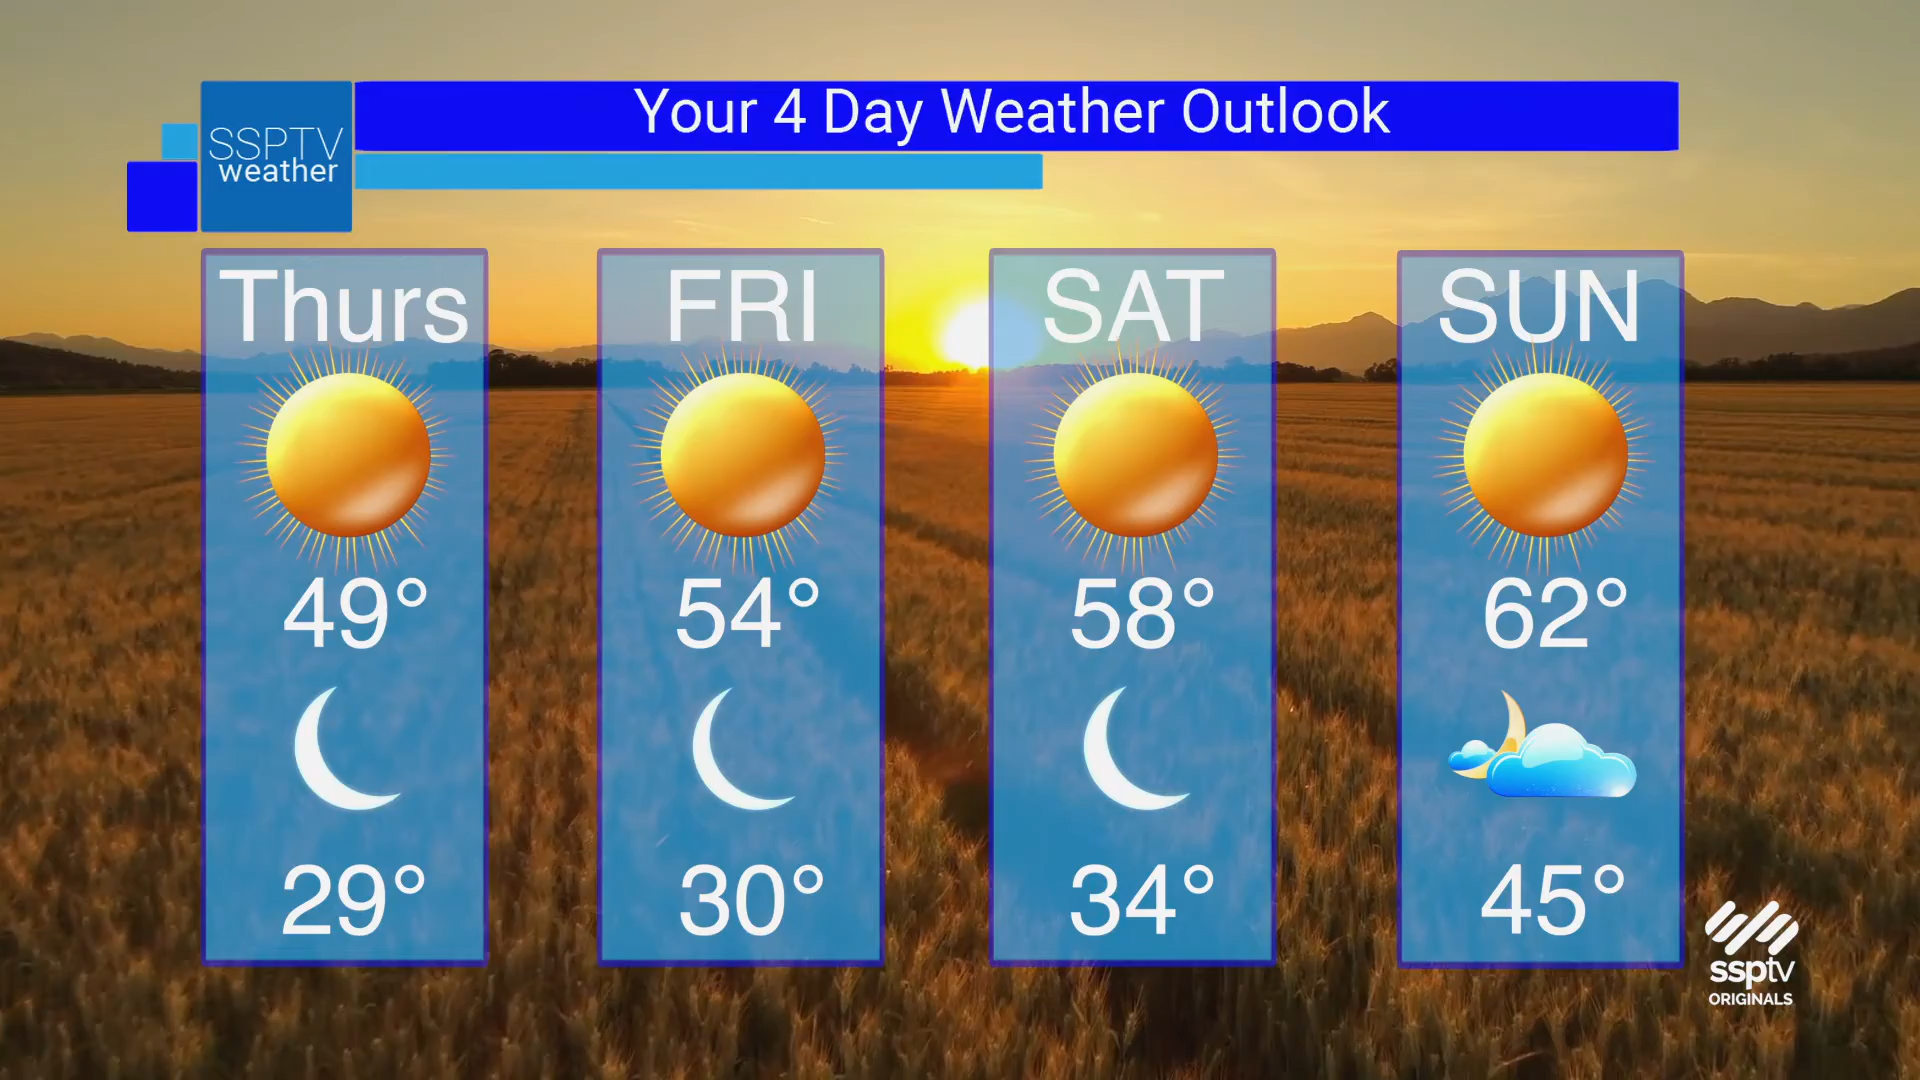 Your 4 Day Weather Outlook
SSPTV
weather
Thurs
49°
29°
FRI
54°
30°
SAT
58°
34°
SUN
62°
45°
ssptv
ORIGINALS